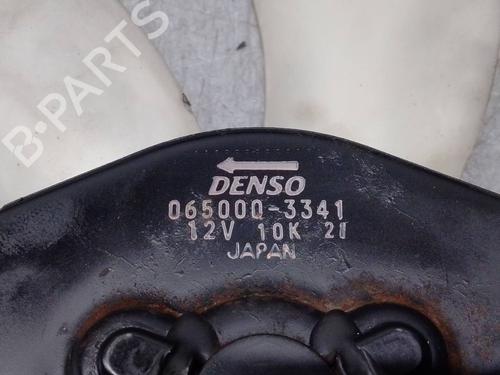 B-PARTS
DENSO
065000-3341
12V 10K 21
JAPAN